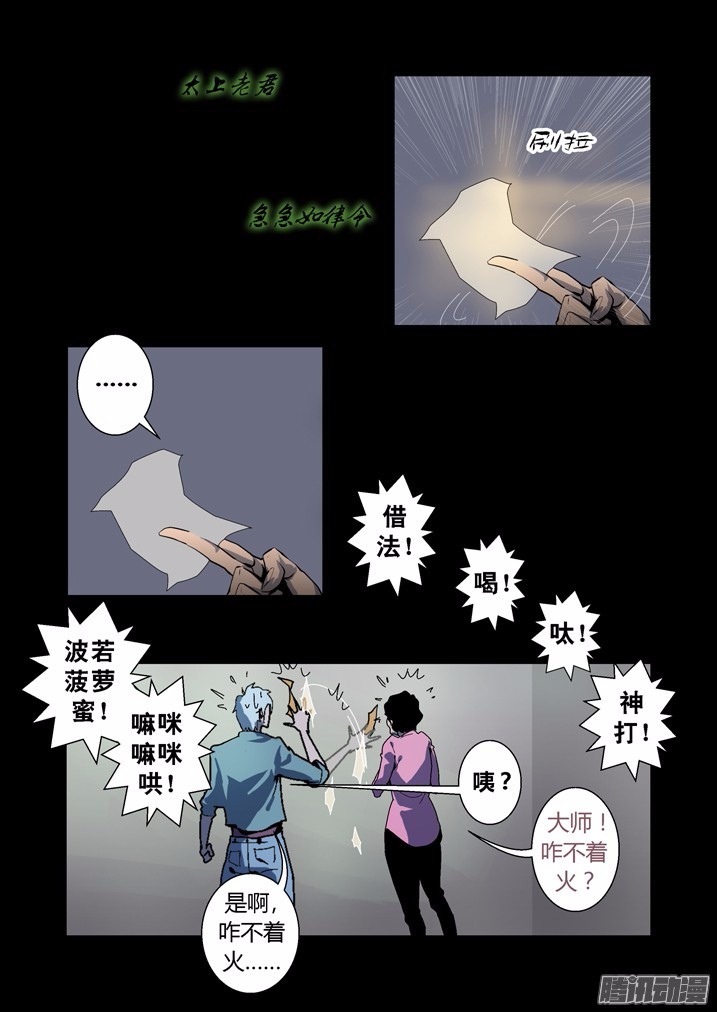 太上老君
急急如律令
刷拉
……
借
法！
喝！
呔！
神
打！
波若
菠萝
蜜！
嘛咪
嘛咪
哄！
咦？
大师！
咋不着
火？
是啊，
咋不着
火……
腾讯动漫